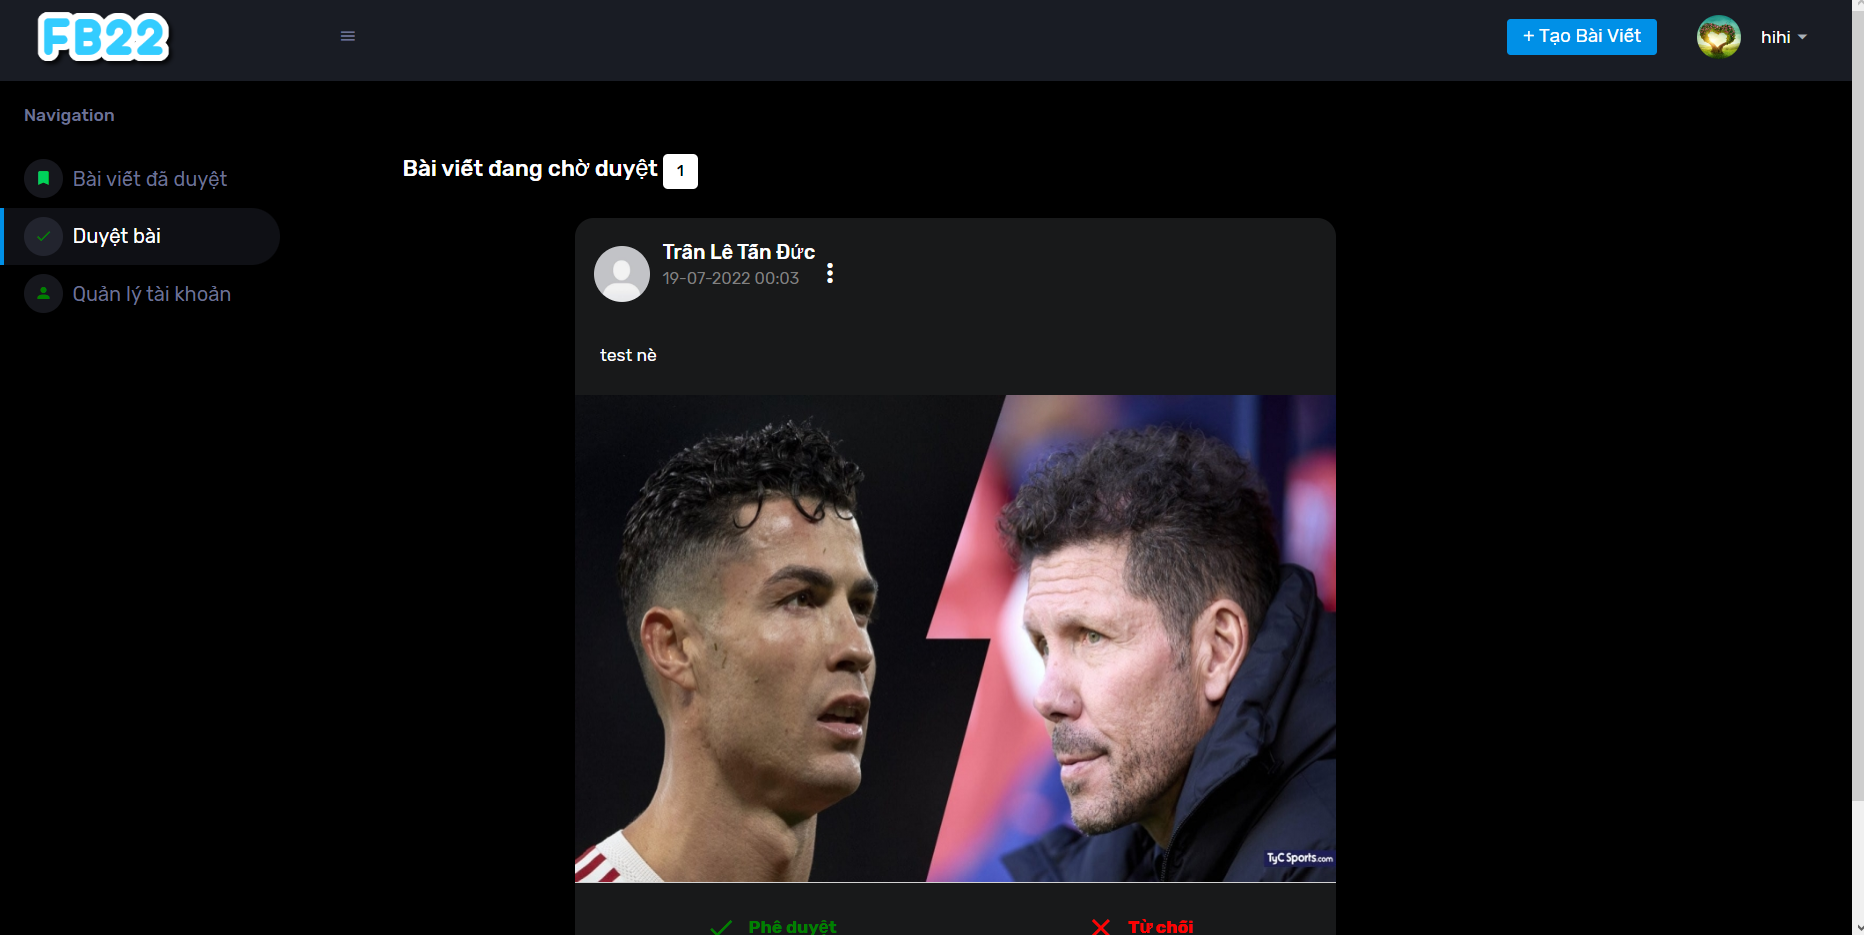 FB22
+ Tạo Bài Viết
hihi
Navigation
Bài viết đã duyệt
Duyệt bài
Quản lý tài khoản
Bài viết đang chờ duyệt 1
Trần Lê Tấn Đức
19-07-2022 00:03
test nè
TyC Sports.com
Phê duyệt
Từ chối